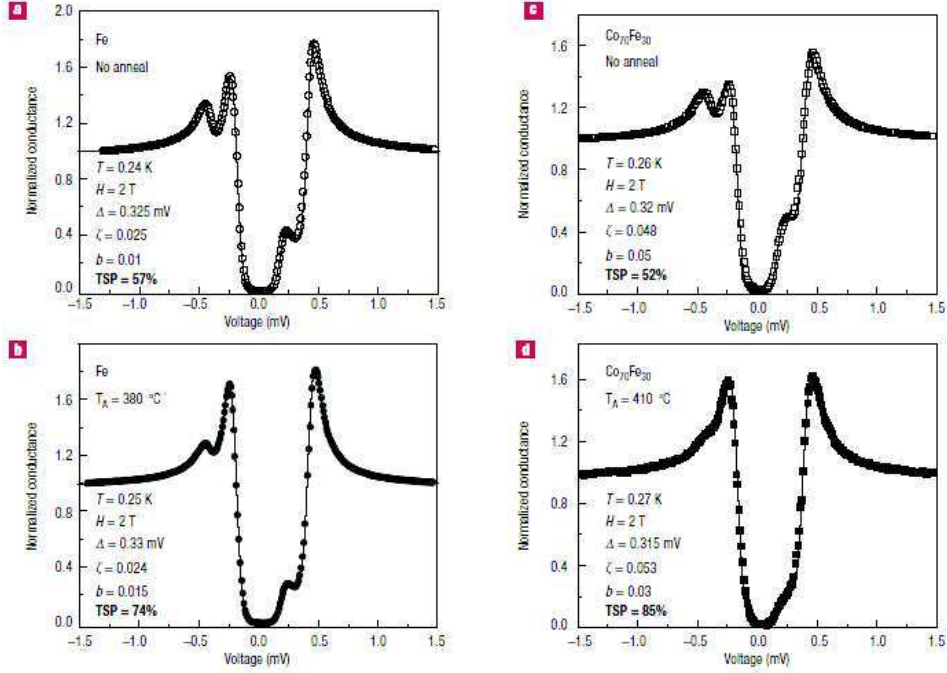 a
2.0
1.6
1.2
0.8
0.4
0.0
Normalized conductance
Fe
No anneal
T = 0.24 K
H = 2 T
Δ = 0.325 mV
ζ = 0.025
b = 0.01
TSP = 57%
−1.5 −1.0 −0.5 0.0 0.5 1.0 1.5
Voltage (mV)
b
1.6
1.2
0.8
0.4
0.0
Normalized conductance
Fe
T_A = 380 °C
T = 0.25 K
H = 2 T
Δ = 0.33 mV
ζ = 0.024
b = 0.015
TSP = 74%
−1.5 −1.0 −0.5 0.0 0.5 1.0 1.5
Voltage (mV)
c
1.6
1.2
0.8
0.4
0.0
Normalized conductance
Co₇₀Fe₃₀
No anneal
T = 0.26 K
H = 2 T
Δ = 0.32 mV
ζ = 0.048
b = 0.05
TSP = 52%
−1.5 −1.0 −0.5 0.0 0.5 1.0 1.5
Voltage (mV)
d
1.6
1.2
0.8
0.4
0.0
Normalized conductance
Co₇₀Fe₃₀
T_A = 410 °C
T = 0.27 K
H = 2 T
Δ = 0.315 mV
ζ = 0.053
b = 0.03
TSP = 85%
−1.5 −1.0 −0.5 0.0 0.5 1.0 1.5
Voltage (mV)